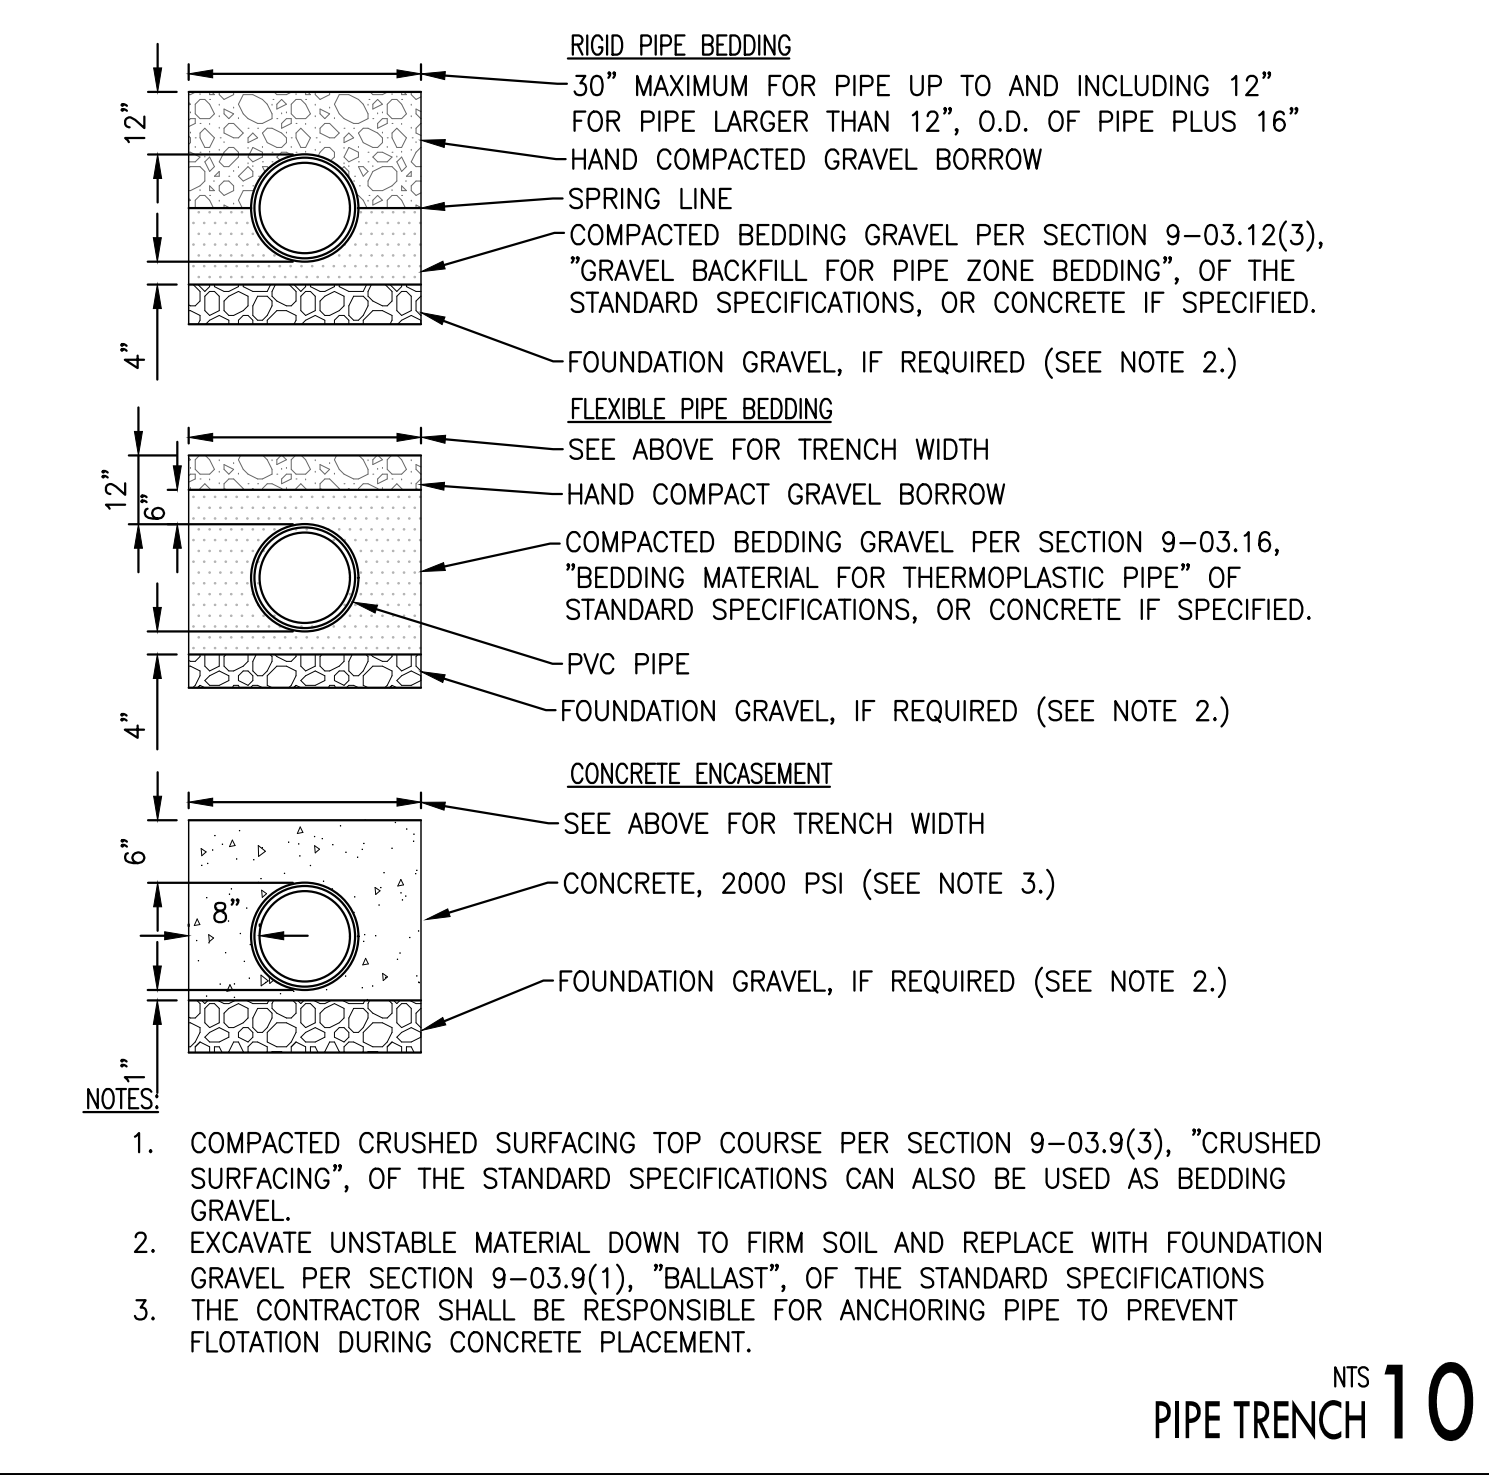 RIGID PIPE BEDDING
30" MAXIMUM FOR PIPE UP TO AND INCLUDING 12"
FOR PIPE LARGER THAN 12", O.D. OF PIPE PLUS 16"
12"
HAND COMPACTED GRAVEL BORROW
SPRING LINE
COMPACTED BEDDING GRAVEL PER SECTION 9-03.12(3),
"GRAVEL BACKFILL FOR PIPE ZONE BEDDING", OF THE
STANDARD SPECIFICATIONS, OR CONCRETE IF SPECIFIED.
4"
FOUNDATION GRAVEL, IF REQUIRED (SEE NOTE 2.)
FLEXIBLE PIPE BEDDING
SEE ABOVE FOR TRENCH WIDTH
12"
6"
HAND COMPACT GRAVEL BORROW
COMPACTED BEDDING GRAVEL PER SECTION 9-03.16,
"BEDDING MATERIAL FOR THERMOPLASTIC PIPE" OF
STANDARD SPECIFICATIONS, OR CONCRETE IF SPECIFIED.
PVC PIPE
4"
FOUNDATION GRAVEL, IF REQUIRED (SEE NOTE 2.)
CONCRETE ENCASEMENT
SEE ABOVE FOR TRENCH WIDTH
6"
CONCRETE, 2000 PSI (SEE NOTE 3.)
8"
FOUNDATION GRAVEL, IF REQUIRED (SEE NOTE 2.)
1"
NOTES:
1. COMPACTED CRUSHED SURFACING TOP COURSE PER SECTION 9-03.9(3), "CRUSHED
SURFACING", OF THE STANDARD SPECIFICATIONS CAN ALSO BE USED AS BEDDING
GRAVEL.
2. EXCAVATE UNSTABLE MATERIAL DOWN TO FIRM SOIL AND REPLACE WITH FOUNDATION
GRAVEL PER SECTION 9-03.9(1), "BALLAST", OF THE STANDARD SPECIFICATIONS
3. THE CONTRACTOR SHALL BE RESPONSIBLE FOR ANCHORING PIPE TO PREVENT
FLOTATION DURING CONCRETE PLACEMENT.
NTS
PIPE TRENCH 10